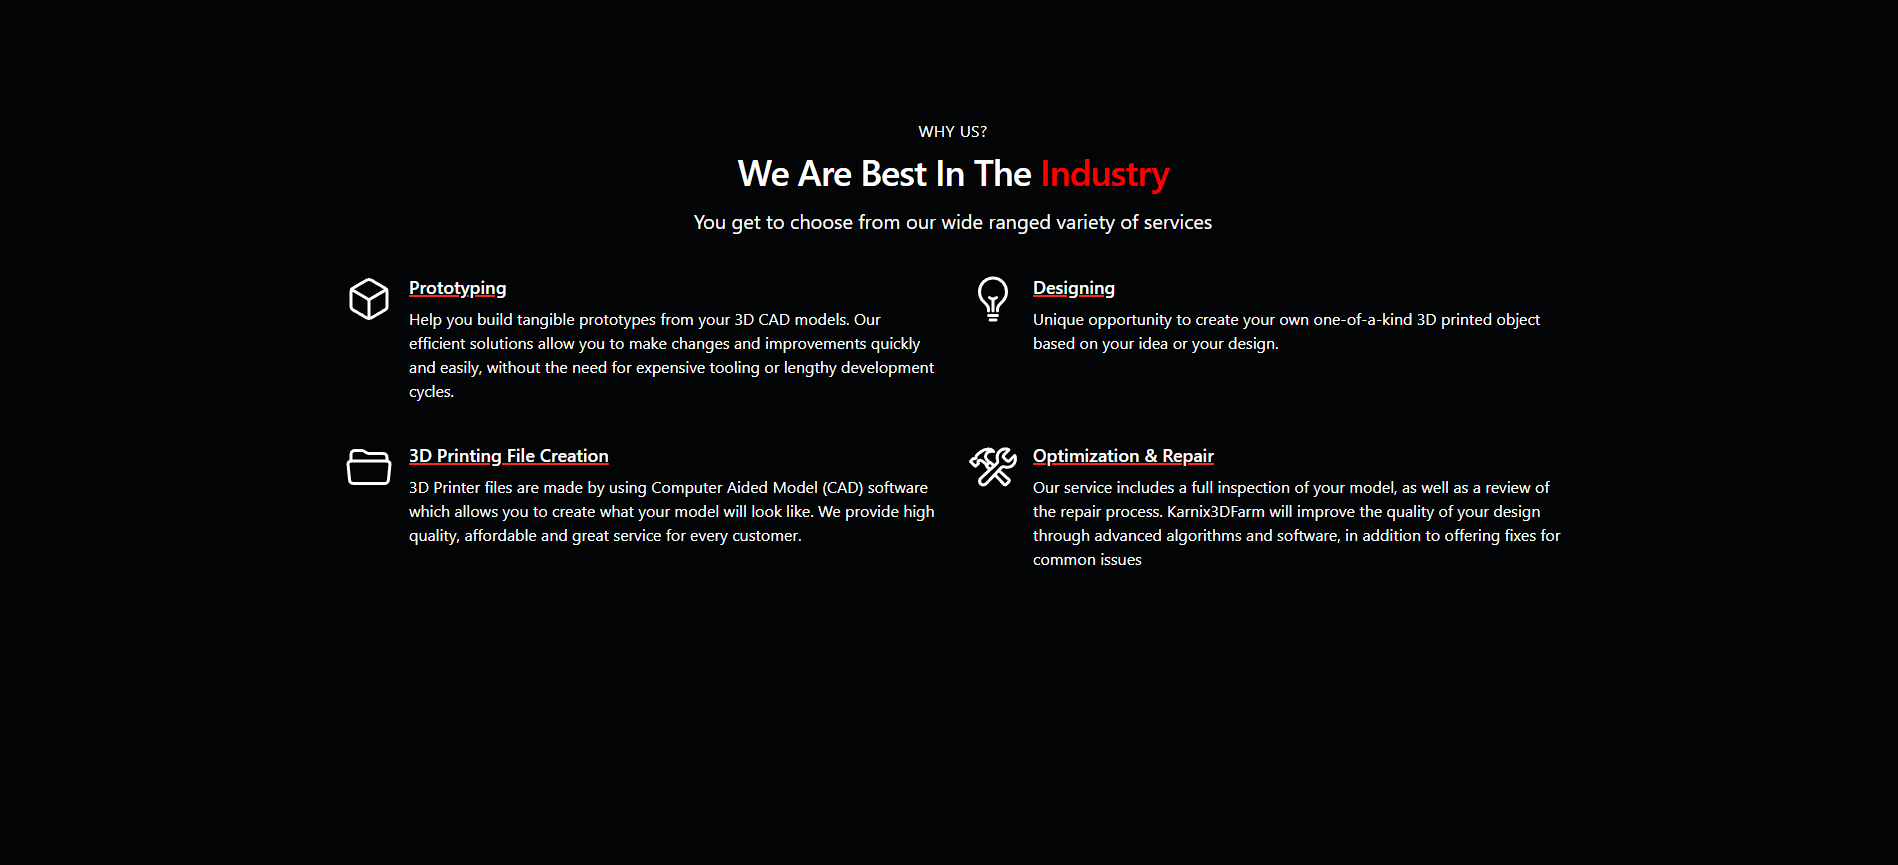 WHY US?
We Are Best In The Industry
You get to choose from our wide ranged variety of services
Prototyping
Help you build tangible prototypes from your 3D CAD models. Our
efficient solutions allow you to make changes and improvements quickly
and easily, without the need for expensive tooling or lengthy development
cycles.
Designing
Unique opportunity to create your own one-of-a-kind 3D printed object
based on your idea or your design.
3D Printing File Creation
3D Printer files are made by using Computer Aided Model (CAD) software
which allows you to create what your model will look like. We provide high
quality, affordable and great service for every customer.
Optimization & Repair
Our service includes a full inspection of your model, as well as a review of
the repair process. Karnix3DFarm will improve the quality of your design
through advanced algorithms and software, in addition to offering fixes for
common issues